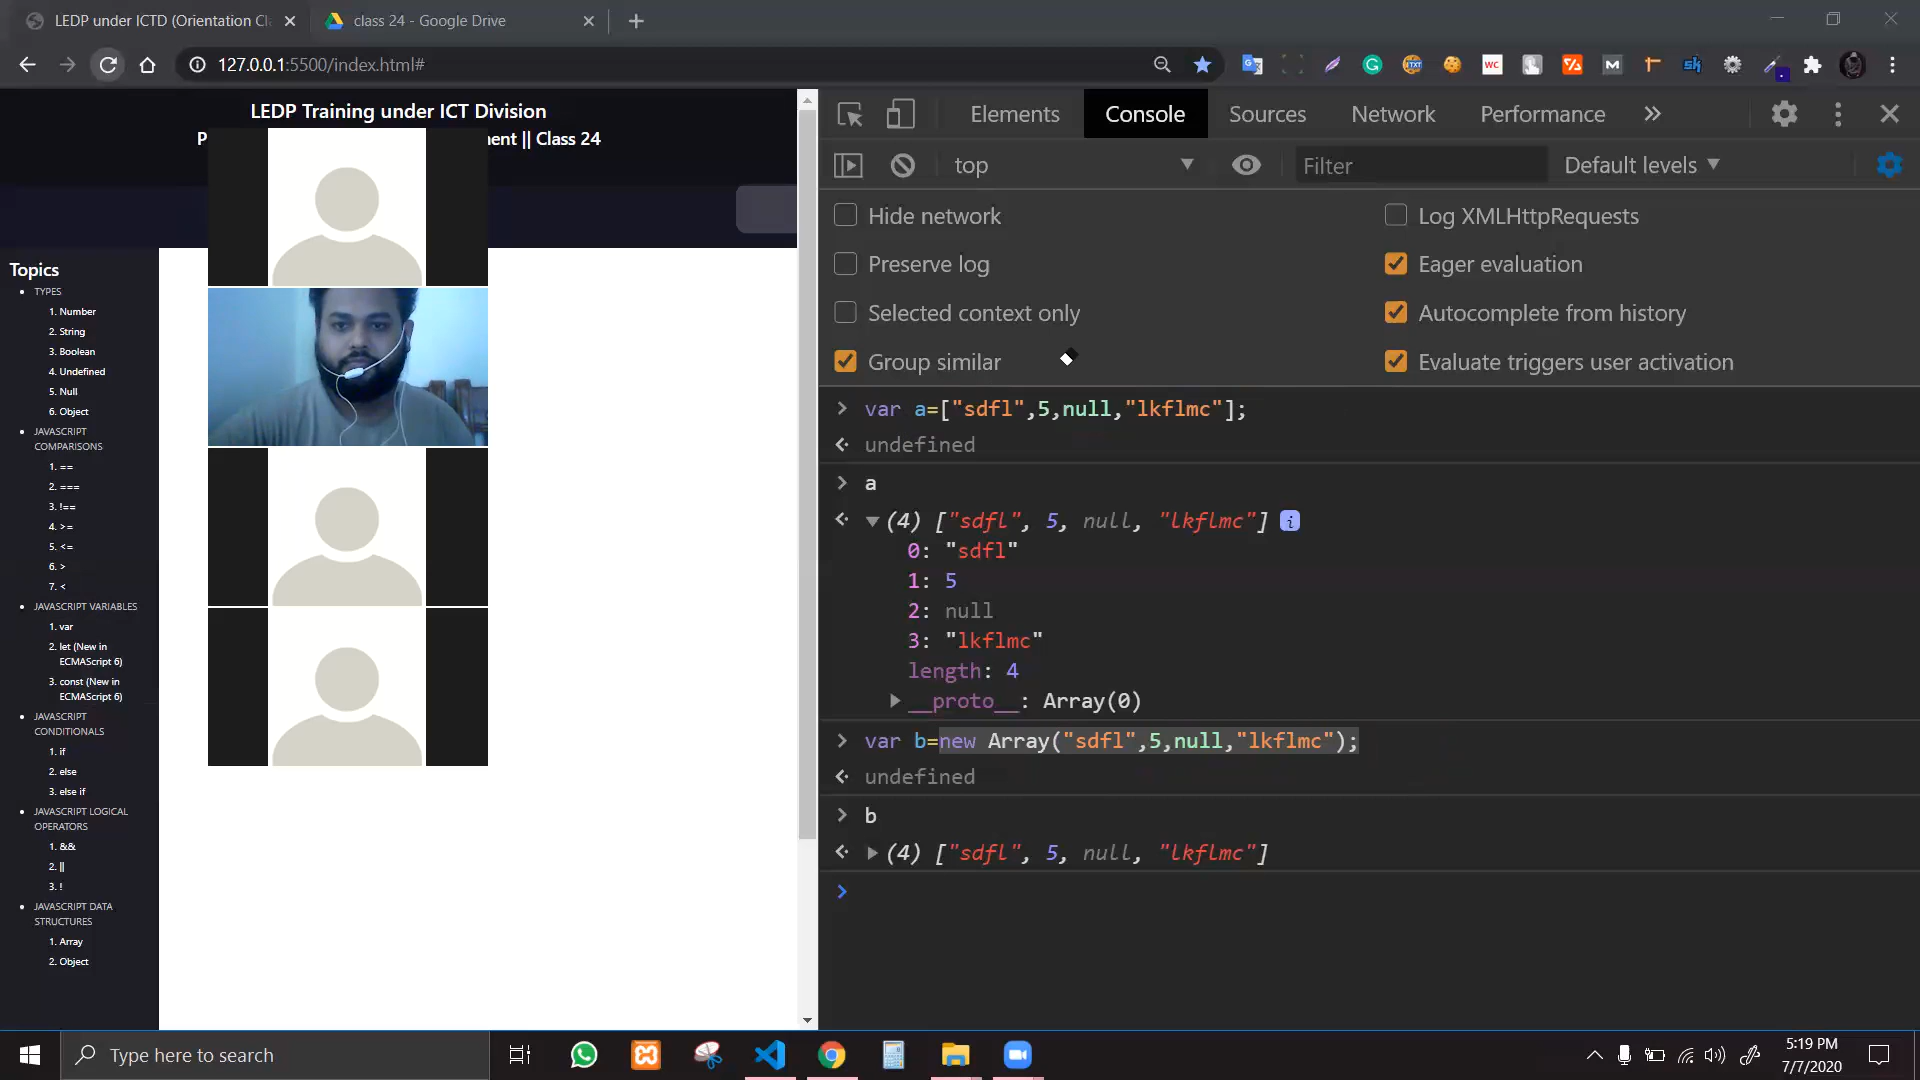 LEDP under ICTD (Orientation Cl
class 24 - Google Drive
127.0.0.1:5500/index.html#
LEDP Training under ICT Division
P ent || Class 24
Topics
TYPES
1. Number
2. String
3. Boolean
4. Undefined
5. Null
6. Object
JAVASCRIPT
COMPARISONS
1. ==
2. ===
3. !==
4. >=
5. <=
6. >
7. <
JAVASCRIPT VARIABLES
1. var
2. let (New in
ECMAScript 6)
3. const (New in
ECMAScript 6)
JAVASCRIPT
CONDITIONALS
1. if
2. else
3. else if
JAVASCRIPT LOGICAL
OPERATORS
1. &&
2. ||
3. !
JAVASCRIPT DATA
STRUCTURES
1. Array
2. Object
Elements Console Sources Network Performance
top Filter Default levels
Hide network Log XMLHttpRequests
Preserve log Eager evaluation
Selected context only Autocomplete from history
Group similar Evaluate triggers user activation
var a=["sdfl",5,null,"lkflmc"];
undefined
a
(4) ["sdfl", 5, null, "lkflmc"] i
0: "sdfl"
1: 5
2: null
3: "lkflmc"
length: 4
__proto__: Array(0)
var b=new Array("sdfl",5,null,"lkflmc");
undefined
b
(4) ["sdfl", 5, null, "lkflmc"]
Type here to search
5:19 PM
7/7/2020